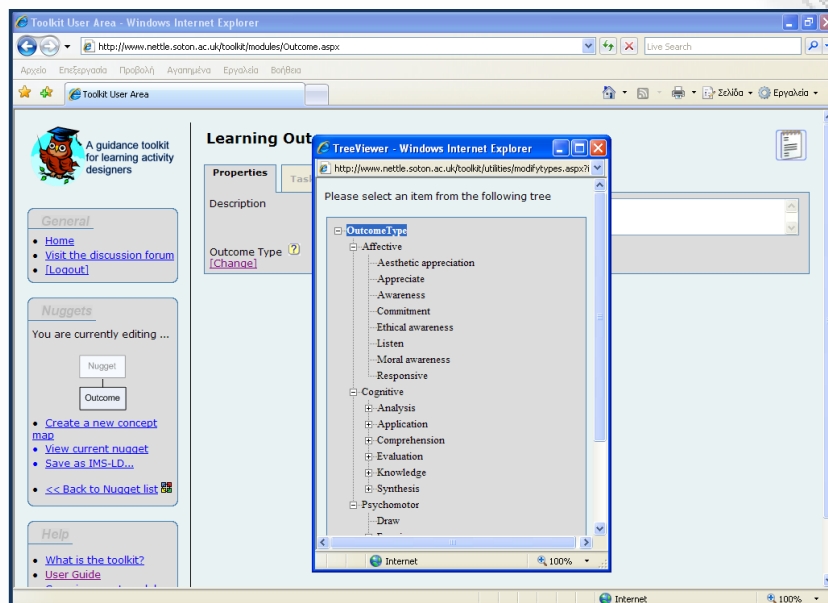 Toolkit User Area - Windows Internet Explorer
http://www.nettle.soton.ac.uk/toolkit/modules/Outcome.aspx
Live Search
Αρχείο Επεξεργασία Προβολή Αγαπημένα Εργαλεία Βοήθεια
Toolkit User Area
Σελίδα
Εργαλεία
A guidance toolkit
for learning activity
designers
General
• Home
• Visit the discussion forum
• [Logout]
Nuggets
You are currently editing ...
Nugget
Outcome
• Create a new concept
map
• View current nugget
• Save as IMS-LD...
• << Back to Nugget list
Help
• What is the toolkit?
• User Guide
Learning Out
Properties
Task
Description
Outcome Type ?
[Change]
TreeViewer - Windows Internet Explorer
http://www.nettle.soton.ac.uk/toolkit/utilities/modifytypes.aspx?i
Please select an item from the following tree
OutcomeType
Affective
Aesthetic appreciation
Appreciate
Awareness
Commitment
Ethical awareness
Listen
Moral awareness
Responsive
Cognitive
Analysis
Application
Comprehension
Evaluation
Knowledge
Synthesis
Psychomotor
Draw
Internet 100%
Internet 100%